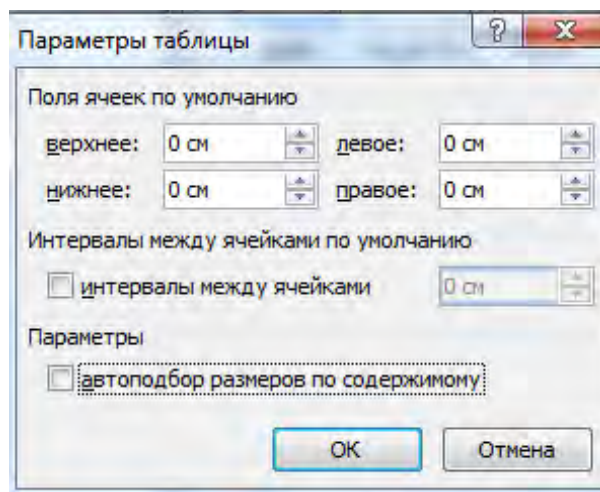 Параметры таблицы
Поля ячеек по умолчанию
верхнее: 0 см левое: 0 см
нижнее: 0 см правое: 0 см
Интервалы между ячейками по умолчанию
интервалы между ячейками 0 см
Параметры
автоподбор размеров по содержимому
ОК Отмена